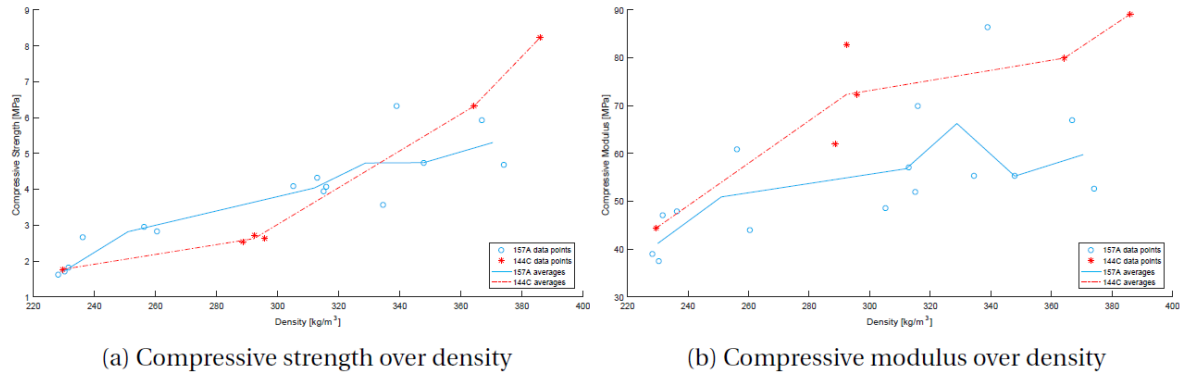 9
8
7
6
5
4
3
2
1
Compressive Strength [MPa]
220 240 260 280 300 320 340 360 380 400
Density [kg/m³]
157A data points
144C data points
157A averages
144C averages
(a) Compressive strength over density
90
80
70
60
50
40
30
Compressive Modulus [MPa]
220 240 260 280 300 320 340 360 380 400
Density [kg/m³]
157A data points
144C data points
157A averages
144C averages
(b) Compressive modulus over density